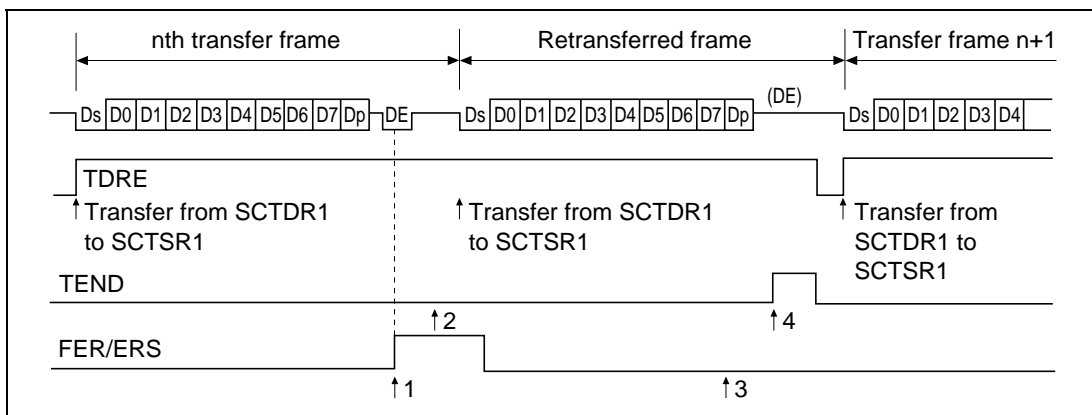 nth transfer frame Retransferred frame Transfer frame n+1
(DE)
Ds D0 D1 D2 D3 D4 D5 D6 D7 Dp DE Ds D0 D1 D2 D3 D4 D5 D6 D7 Dp Ds D0 D1 D2 D3 D4
TDRE
Transfer from SCTDR1
to SCTSR1
Transfer from SCTDR1
to SCTSR1
Transfer from
SCTDR1 to
SCTSR1
TEND
2 4
FER/ERS
1 3